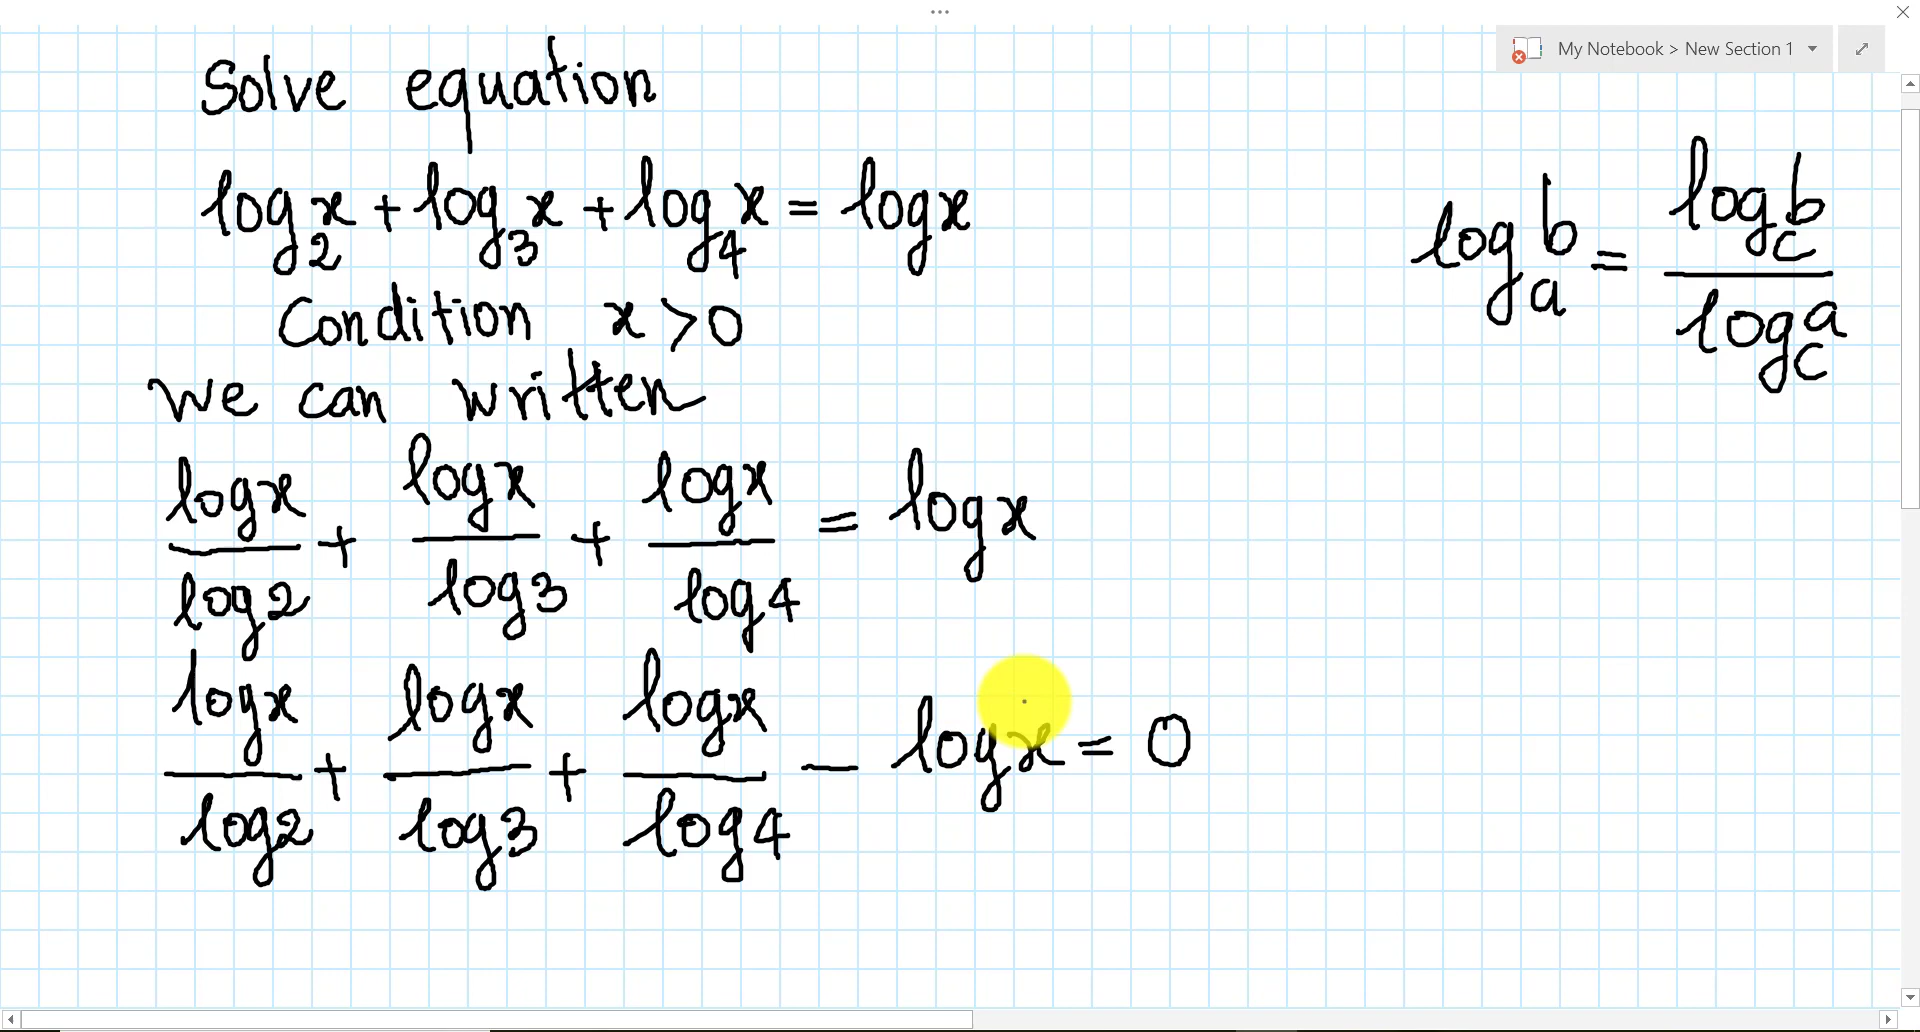 ...
My Notebook > New Section 1
Solve equation
log₂x + log₃x + log₄x = logx
log_a b = log_c b / log_c a
Condition x > 0
We can written
logx/log2 + logx/log3 + logx/log4 = logx
logx/log2 + logx/log3 + logx/log4 - logx = 0